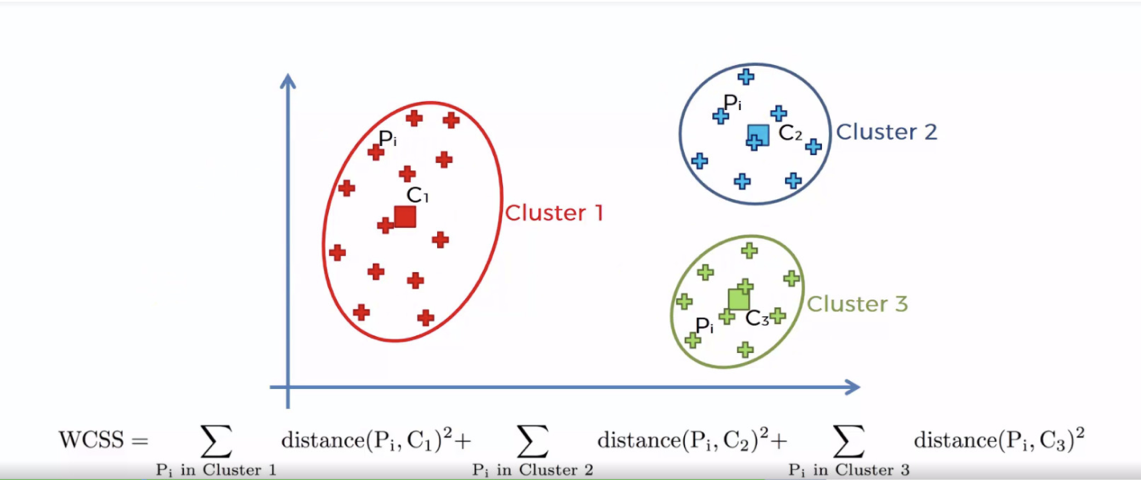 Pᵢ
C₁
Cluster 1
Pᵢ
C₂
Cluster 2
Pᵢ
C₃
Cluster 3
WCSS = ∑ distance(Pᵢ, C₁)²+ ∑ distance(Pᵢ, C₂)²+ ∑ distance(Pᵢ, C₃)²
Pᵢ in Cluster 1 Pᵢ in Cluster 2 Pᵢ in Cluster 3